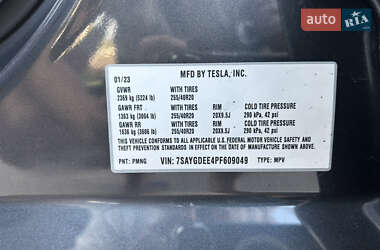 auto RIA.com
MFD BY TESLA, INC.
01/23
GVWR WITH TIRES
2369 kg (5224 lb) 255/40R20
GAWR FRT WITH TIRES RIM COLD TIRE PRESSURE
1363 kg (3004 lb) 255/40R20 20X9.5J 290 kPa, 42 psi
GAWR RR WITH TIRES RIM COLD TIRE PRESSURE
1636 kg (3606 lb) 255/40R20 20X9.5J 290 kPa, 42 psi
THIS VEHICLE CONFORMS TO ALL APPLICABLE U.S. FEDERAL MOTOR VEHICLE
SAFETY AND THEFT PREVENTION STANDARDS IN EFFECT ON THE DATE OF
MANUFACTURE SHOWN ABOVE.
PNT: PMNG VIN: 7SAYGDEE4PF609049 TYPE: MPV